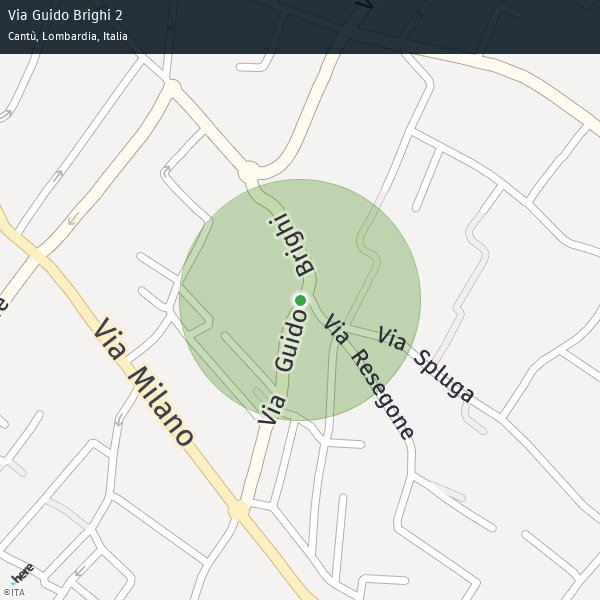 Via Guido Brighi 2
Cantù, Lombardia, Italia
Via Guido Brighi
Via Resegone
Via Spluga
Via Milano
here
©ITA